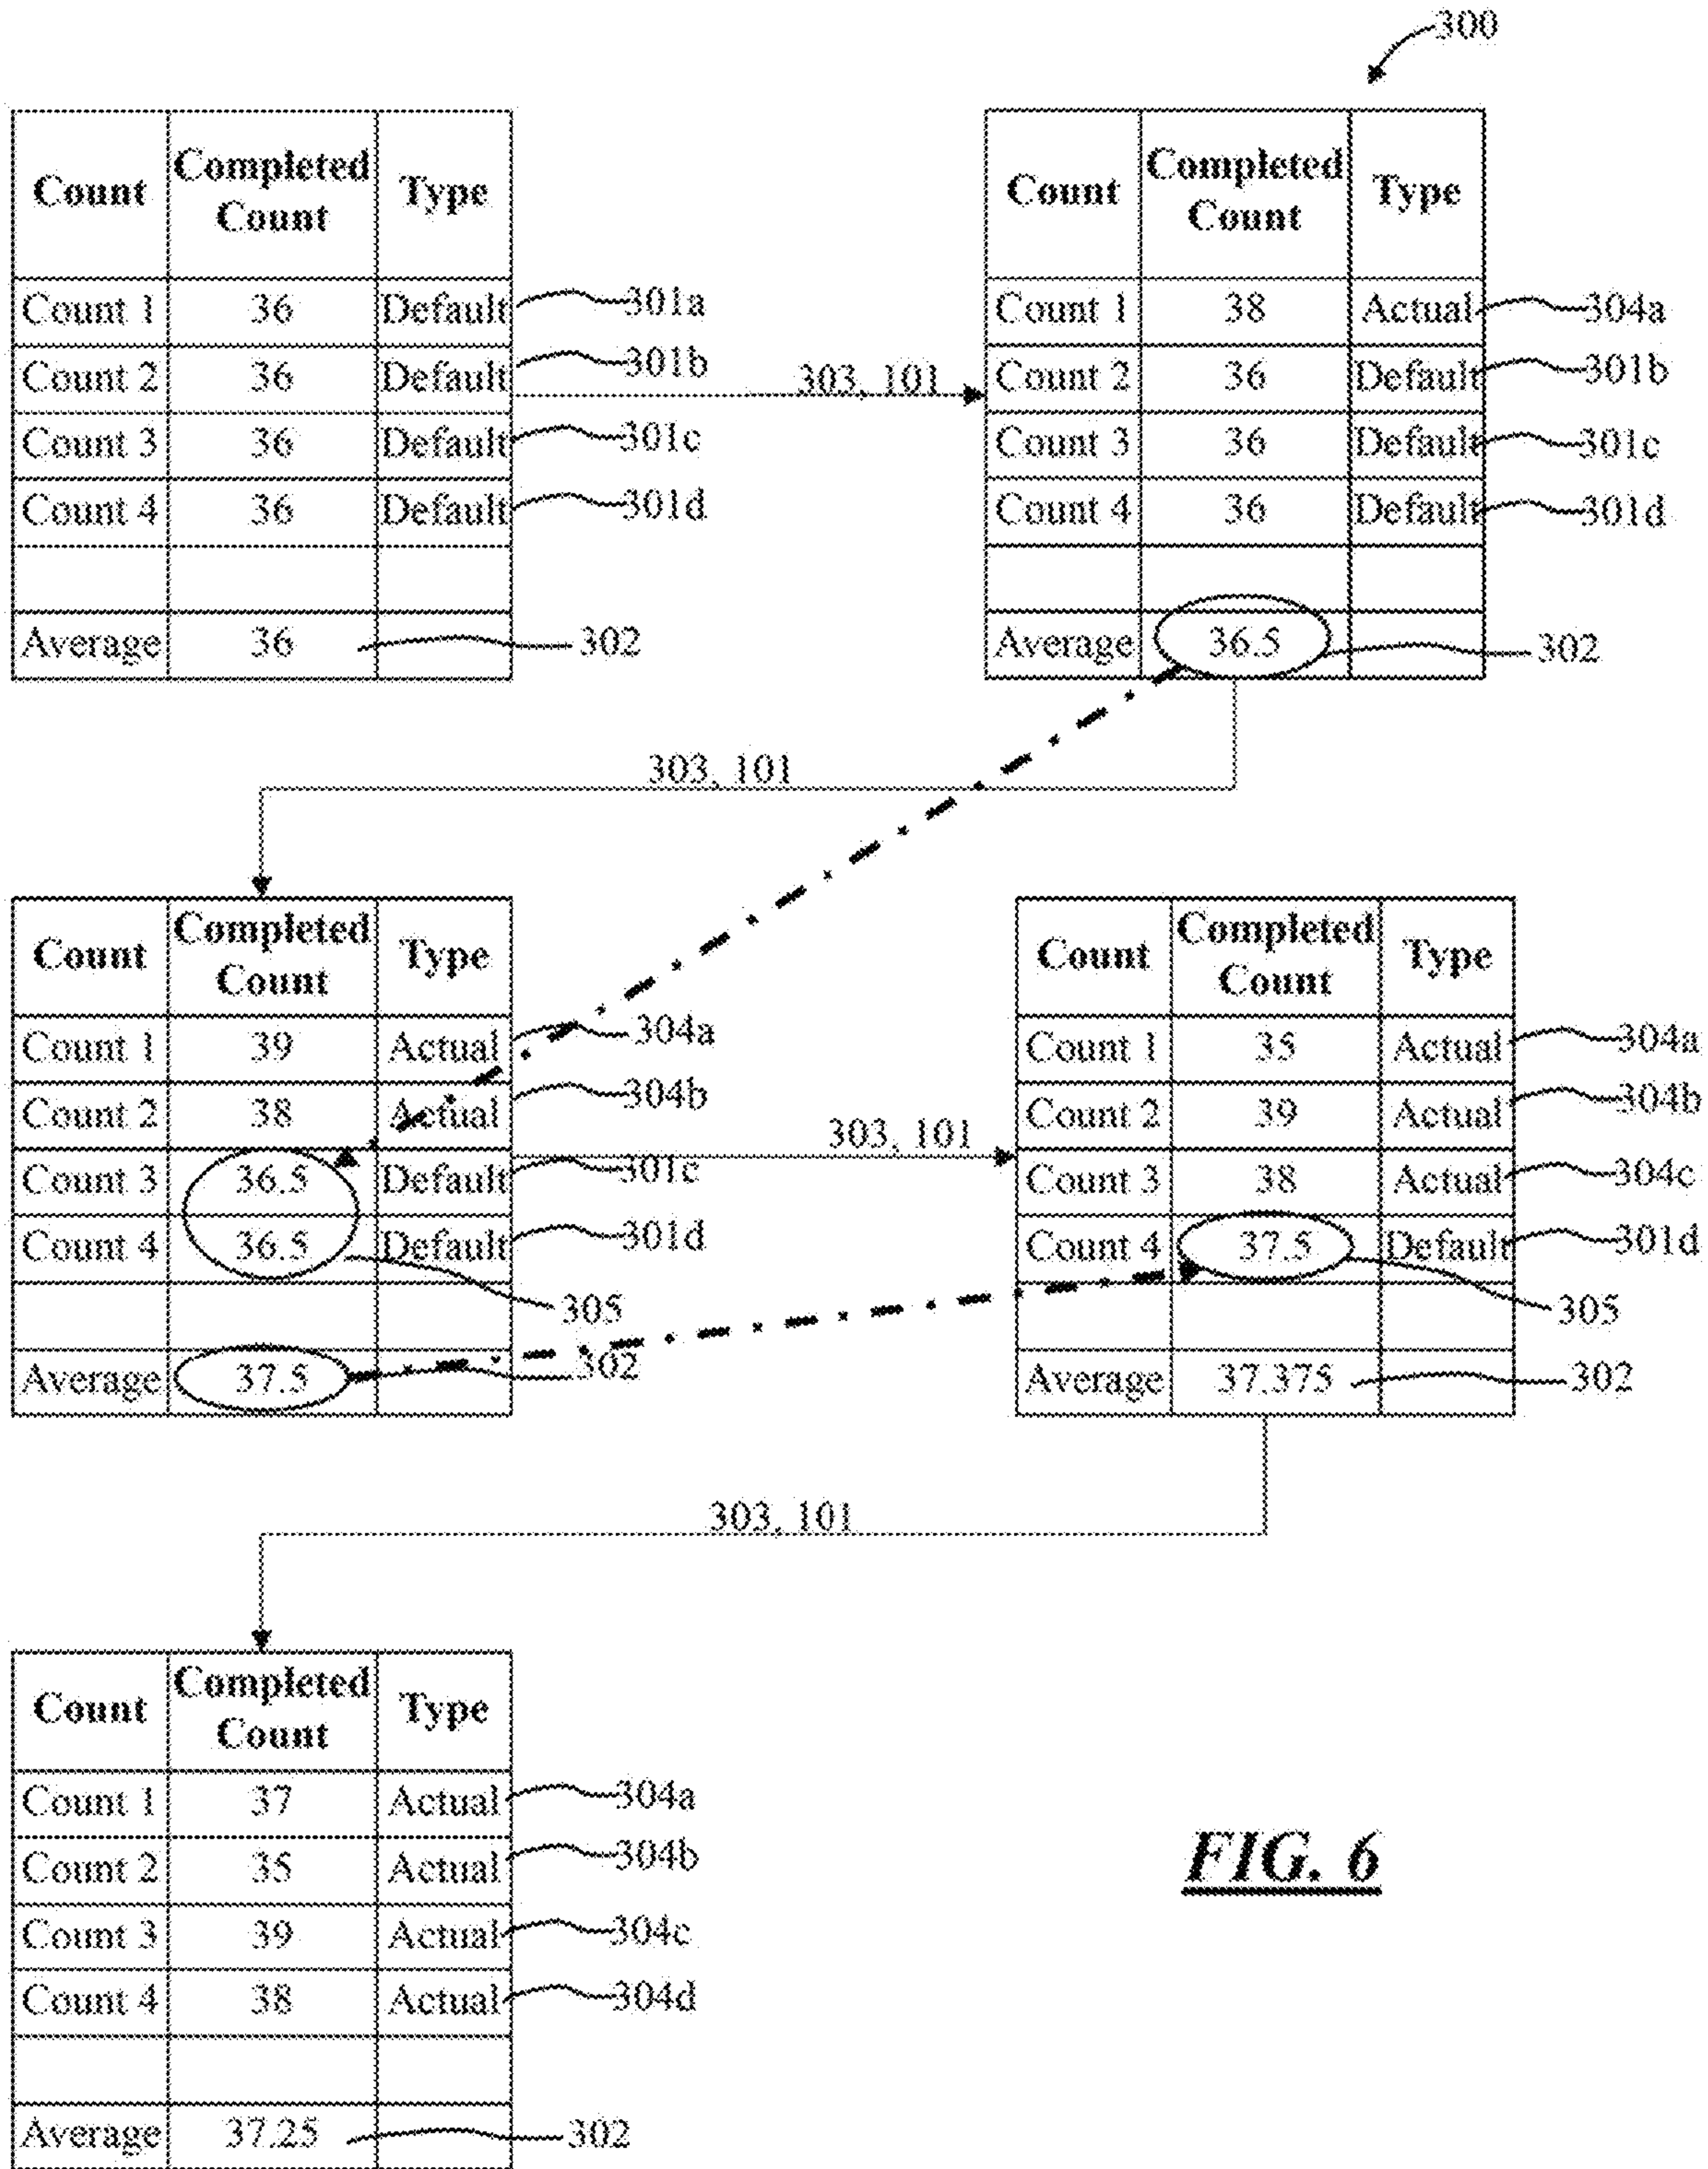 300
Count Completed Count Type
Count 1 36 Default 301a
Count 2 36 Default 301b
Count 3 36 Default 301c
Count 4 36 Default 301d
Average 36 302
303, 101
Count Completed Count Type
Count 1 38 Actual 304a
Count 2 36 Default 301b
Count 3 36 Default 301c
Count 4 36 Default 301d
Average 36.5 302
303, 101
Count Completed Count Type
Count 1 39 Actual 304a
Count 2 38 Actual 304b
Count 3 36.5 Default 301c
Count 4 36.5 Default 301d
305
Average 37.5 302
303, 101
Count Completed Count Type
Count 1 35 Actual 304a
Count 2 39 Actual 304b
Count 3 38 Actual 304c
Count 4 37.5 Default 301d
305
Average 37.375 302
303, 101
Count Completed Count Type
Count 1 37 Actual 304a
Count 2 35 Actual 304b
Count 3 39 Actual 304c
Count 4 38 Actual 304d
Average 37.25 302
FIG. 6